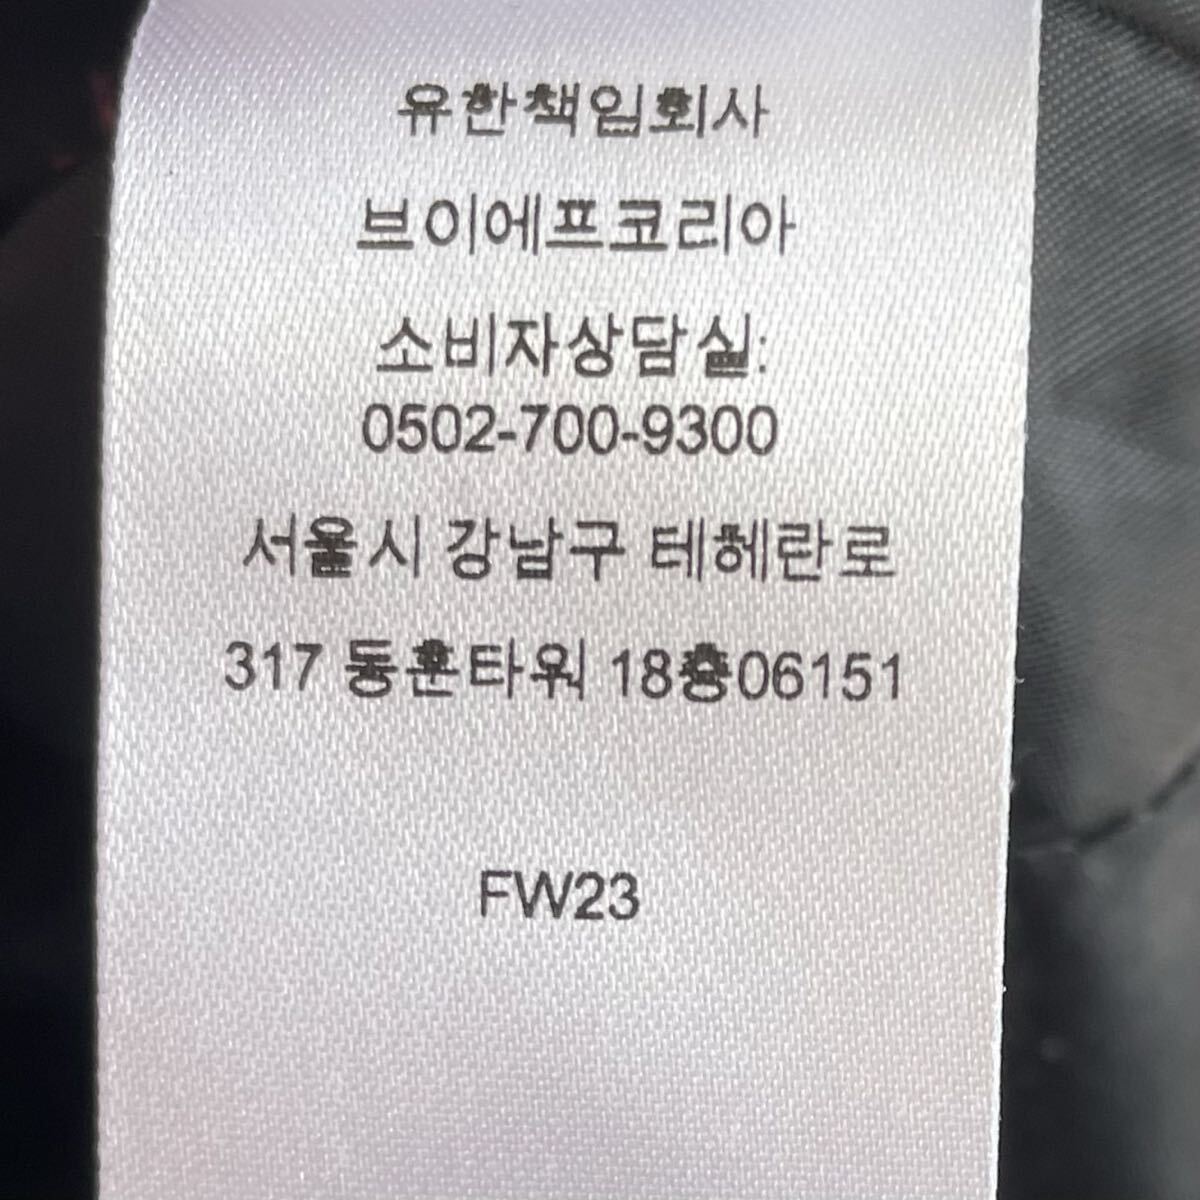 유한책임회사
브이에프코리아
소비자상담실:
0502-700-9300
서울시 강남구 테헤란로
317 동훈타워 18층06151
FW23